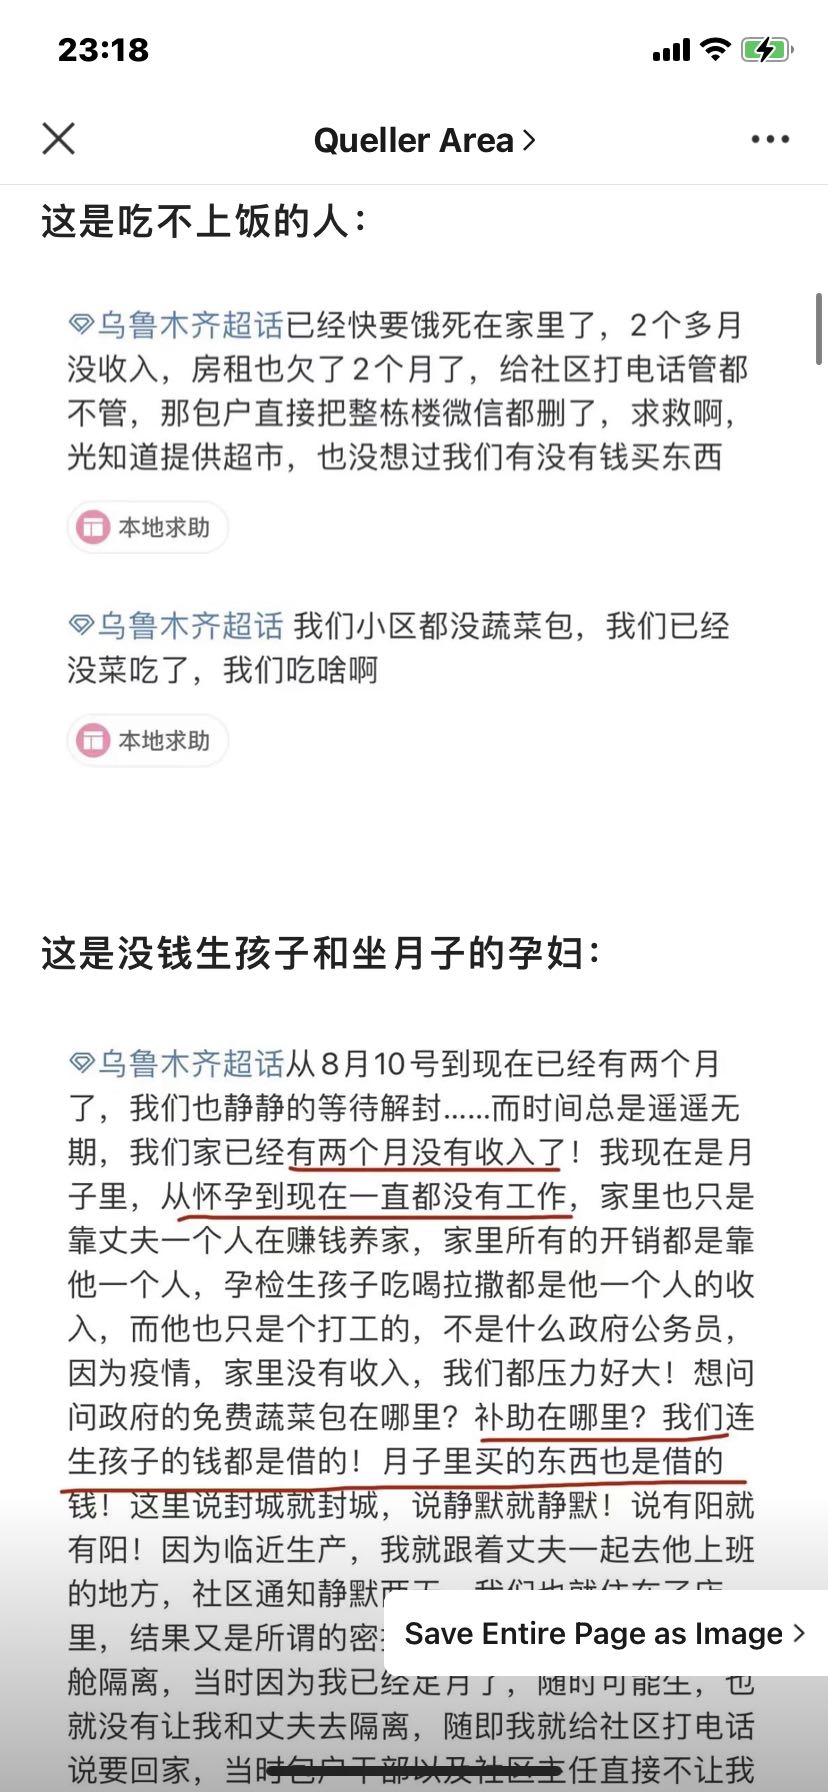 23:18
Queller Area
这是吃不上饭的人：
乌鲁木齐超话已经快要饿死在家里了，2个多月
没收入，房租也欠了2个月了，给社区打电话管都
不管，那包户直接把整栋楼微信都删了，求救啊，
光知道提供超市，也没想过我们有没有钱买东西
本地求助
乌鲁木齐超话 我们小区都没蔬菜包，我们已经
没菜吃了，我们吃啥啊
本地求助
这是没钱生孩子和坐月子的孕妇：
乌鲁木齐超话从8月10号到现在已经有两个月
了，我们也静静的等待解封......而时间总是遥遥无
期，我们家已经有两个月没有收入了！我现在是月
子里，从怀孕到现在一直都没有工作，家里也只是
靠丈夫一个人在赚钱养家，家里所有的开销都是靠
他一个人，孕检生孩子吃喝拉撒都是他一个人的收
入，而他也只是个打工的，不是什么政府公务员，
因为疫情，家里没有收入，我们都压力好大！想问
问政府的免费蔬菜包在哪里？补助在哪里？我们连
生孩子的钱都是借的！月子里买的东西也是借的
钱！这里说封城就封城，说静默就静默！说有阳就
有阳！因为临近生产，我就跟着丈夫一起去他上班
的地方，社区通知静默两天，我们也就住在了店
里，结果又是所谓的密
Save Entire Page as Image
舱隔离，当时因为我已经足月了，随时可能生，也
就没有让我和丈夫去隔离，随即我就给社区打电话
说要回家，当时包户干部以及社区主任直接不让我